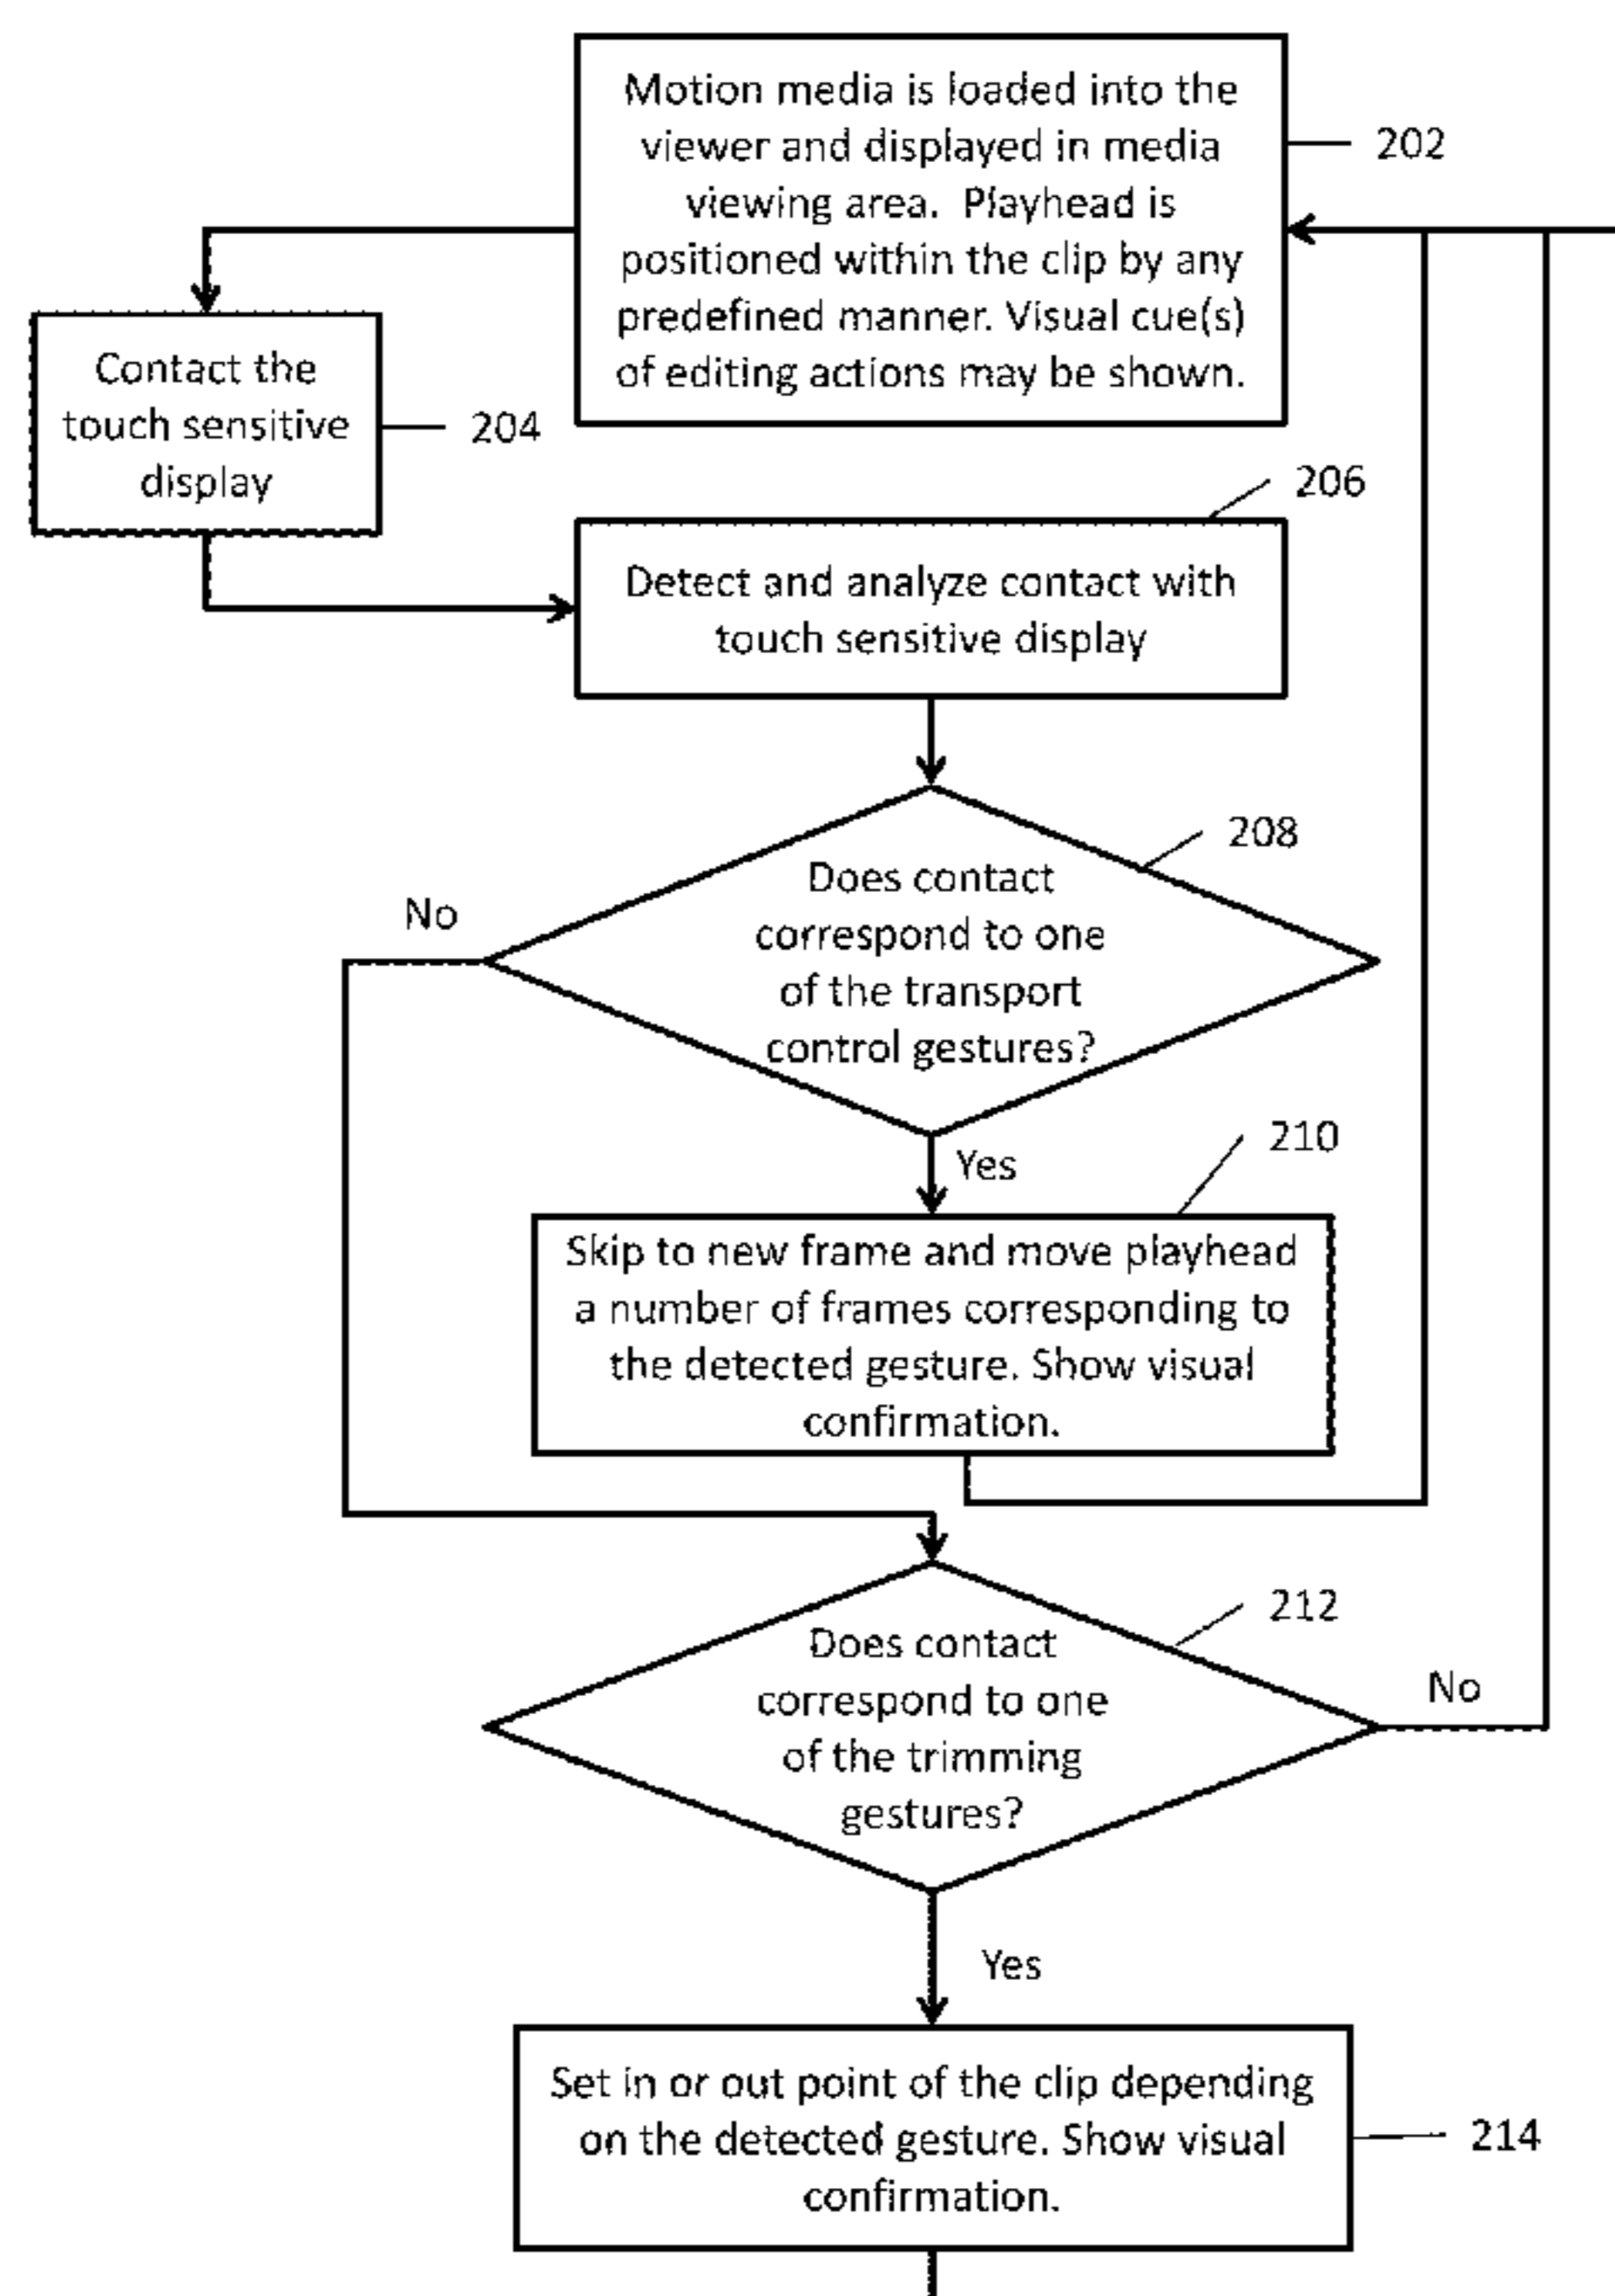 Motion media is loaded into the
viewer and displayed in media
viewing area.  Playhead is
positioned within the clip by any
predefined manner. Visual cue(s)
of editing actions may be shown.
202
Contact the
touch sensitive
display
204
206
Detect and analyze contact with
touch sensitive display
208
Does contact
correspond to one
of the transport
control gestures?
No
Yes
210
Skip to new frame and move playhead
a number of frames corresponding to
the detected gesture. Show visual
confirmation.
212
Does contact
correspond to one
of the trimming
gestures?
No
Yes
Set in or out point of the clip depending
on the detected gesture. Show visual
confirmation.
214